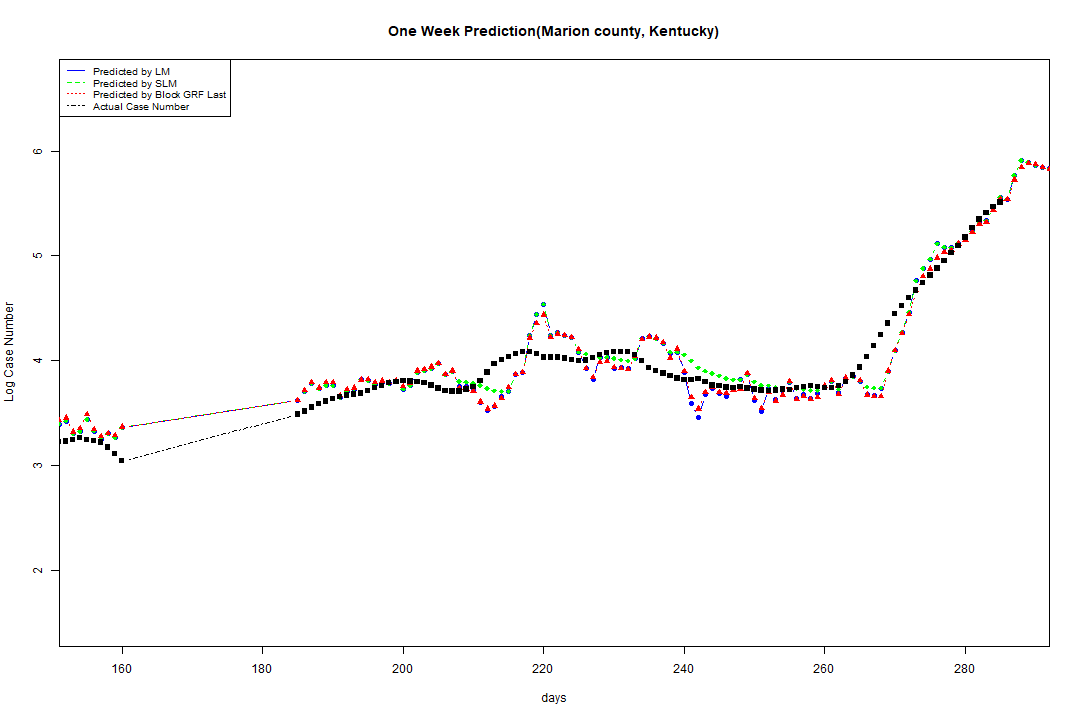 One Week Prediction(Marion county, Kentucky)
Predicted by LM
Predicted by SLM
Predicted by Block GRF Last
Actual Case Number
6
5
4
3
2
Log Case Number
160 180 200 220 240 260 280
days